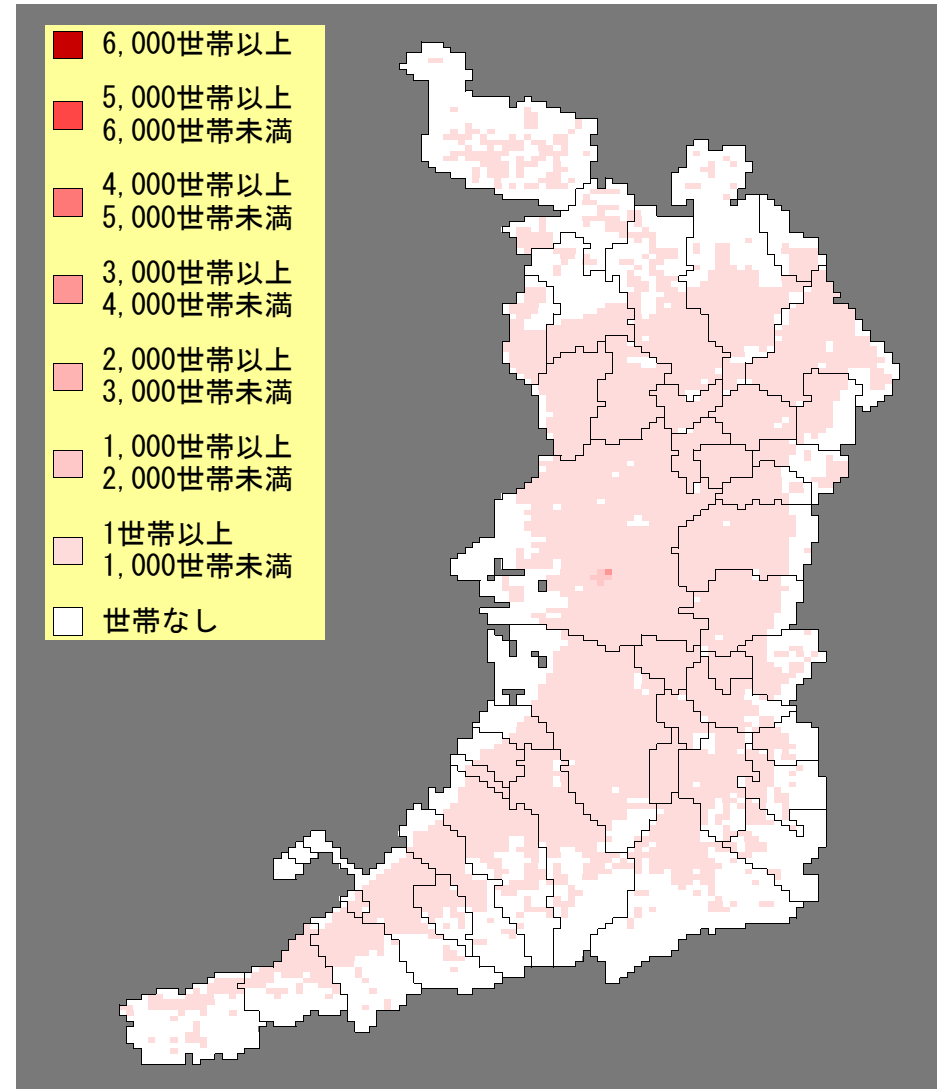 6,000世帯以上
5,000世帯以上
6,000世帯未満
4,000世帯以上
5,000世帯未満
3,000世帯以上
4,000世帯未満
2,000世帯以上
3,000世帯未満
1,000世帯以上
2,000世帯未満
1世帯以上
1,000世帯未満
世帯なし